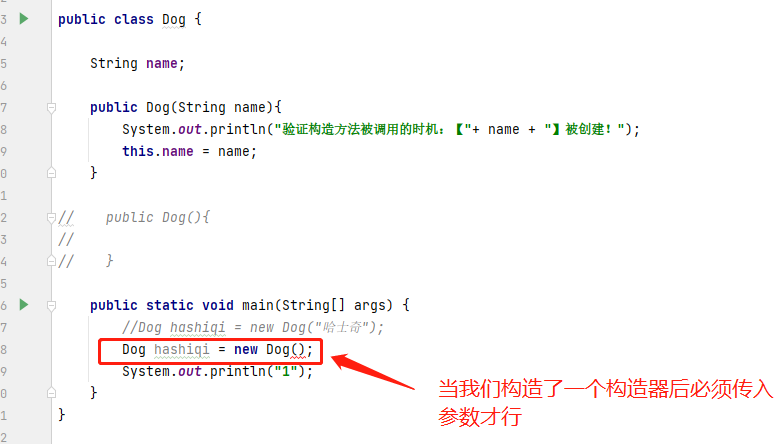 3 public class Dog {
4
5 String name;
6
7 public Dog(String name){
8 System.out.println("验证构造方法被调用的时机:【"+ name + "】被创建! ");
9 this.name = name;
0 }
1
2 // public Dog(){
3 //
4 // }
5
6 public static void main(String[] args) {
7 //Dog hashiqi = new Dog("哈士奇");
8 Dog hashiqi = new Dog();
9 System.out.println("1");
0 }
1 }
2
当我们构造了一个构造器后必须传入
参数才行